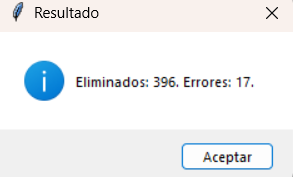 Resultado
Eliminados: 396. Errores: 17.
Aceptar